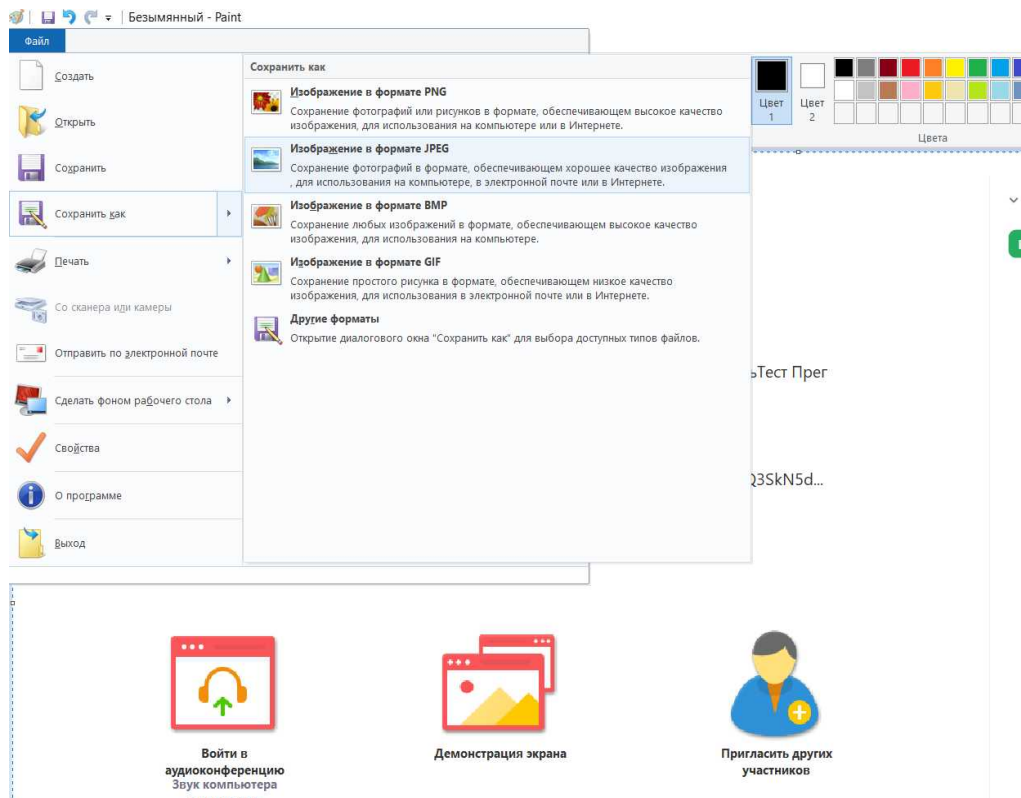 Безымянный - Paint
Файл
Создать
Открыть
Сохранить
Сохранить как
Печать
Со сканера или камеры
Отправить по электронной почте
Сделать фоном рабочего стола
Свойства
О программе
Выход
Сохранить как
Изображение в формате PNG
Сохранение фотографий или рисунков в формате, обеспечивающем высокое качество
изображения, для использования на компьютере или в Интернете.
Изображение в формате JPEG
Сохранение фотографий в формате, обеспечивающем хорошее качество изображения
, для использования на компьютере, в электронной почте или в Интернете.
Изображение в формате BMP
Сохранение любых изображений в формате, обеспечивающем высокое качество
изображения, для использования на компьютере.
Изображение в формате GIF
Сохранение простого рисунка в формате, обеспечивающем низкое качество
изображения, для использования в электронной почте или в Интернете.
Другие форматы
Открытие диалогового окна "Сохранить как" для выбора доступных типов файлов.
Цвет
1
Цвет
2
Цвета
ьТест Прег
Q3SkN5d...
Войти в
аудиоконференцию
Звук компьютера
Демонстрация экрана
Пригласить других
участников